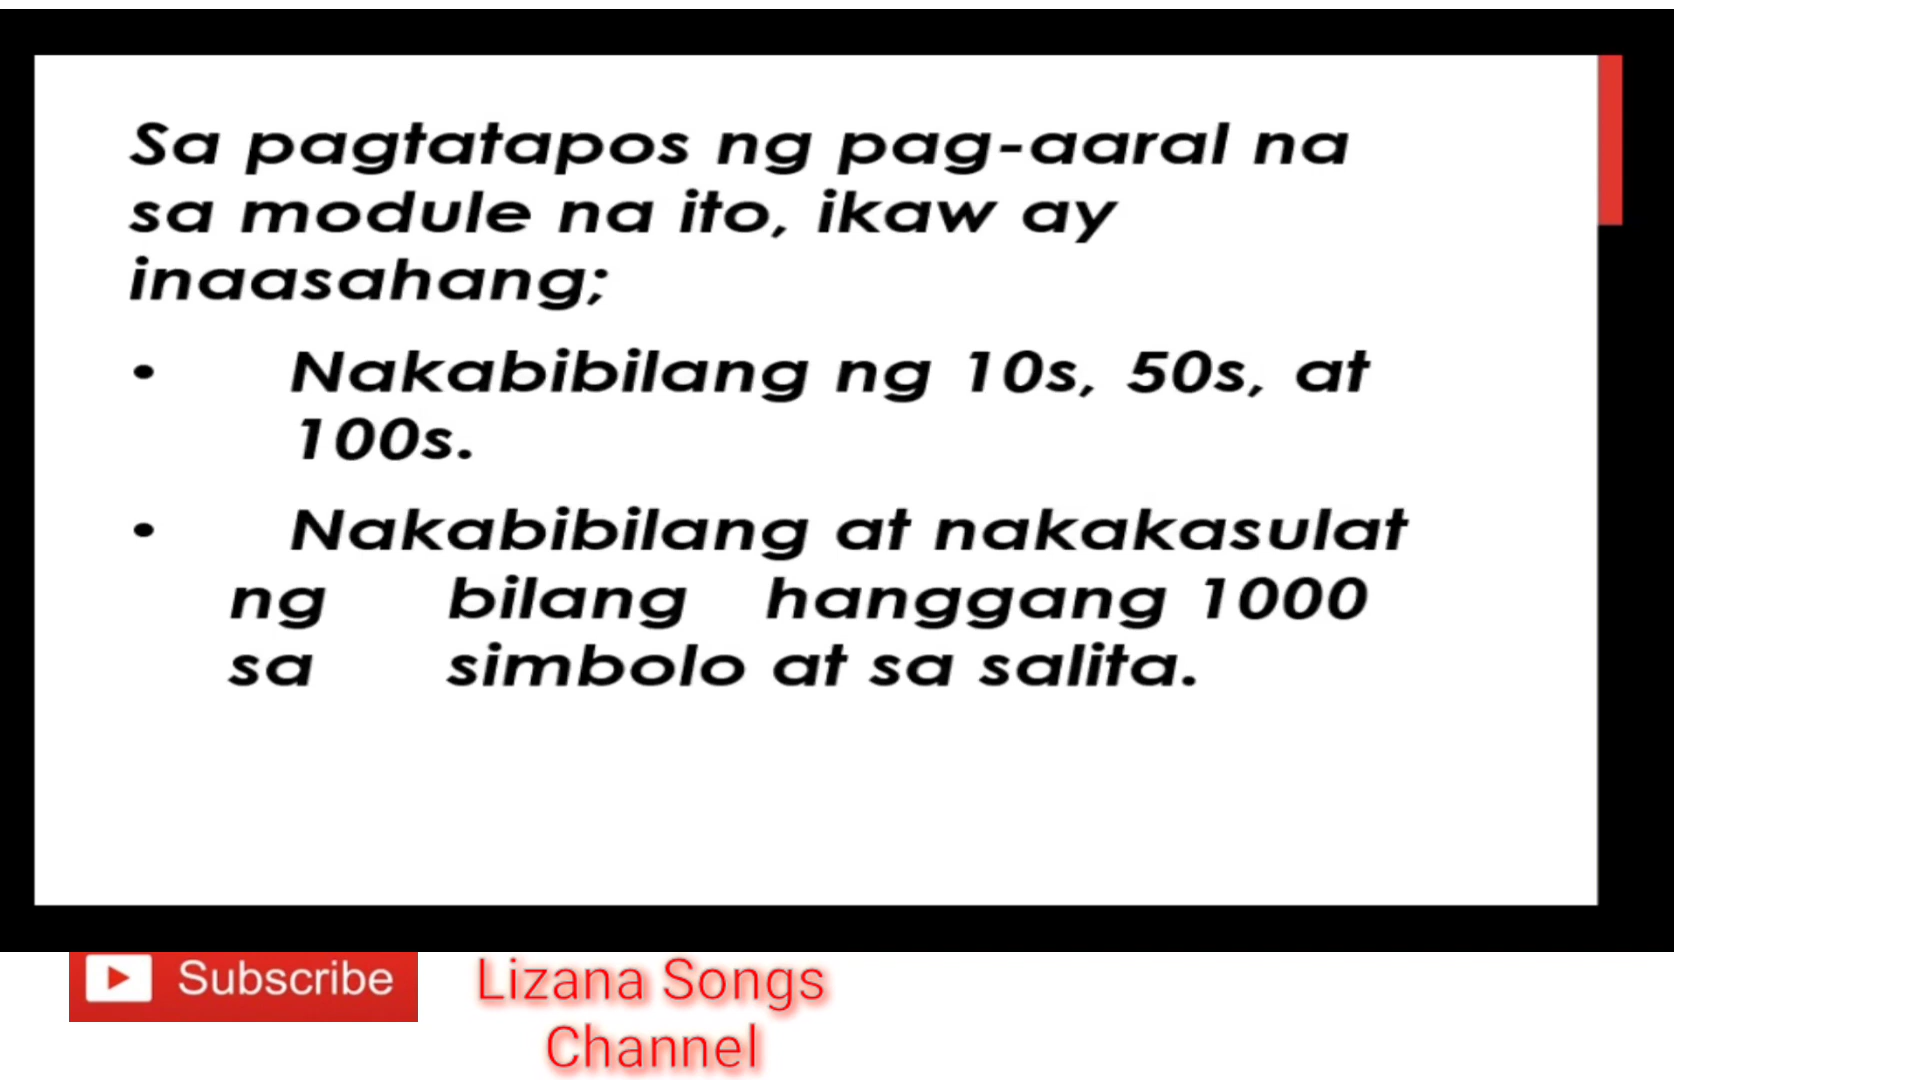 Sa pagtatapos ng pag-aaral na
sa module na ito, ikaw ay
inaasahang;
• Nakabibilang ng 10s, 50s, at
100s.
• Nakabibilang at nakakasulat
ng bilang hanggang 1000
sa simbolo at sa salita.
Subscribe
Lizana Songs
Channel